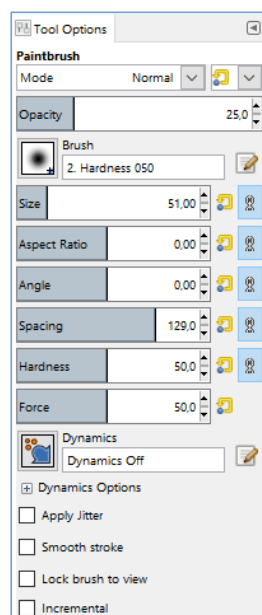 Tool Options
Paintbrush
Mode Normal
Opacity 25,0
Brush
2. Hardness 050
Size 51,00
Aspect Ratio 0,00
Angle 0,00
Spacing 129,0
Hardness 50,0
Force 50,0
Dynamics
Dynamics Off
Dynamics Options
Apply Jitter
Smooth stroke
Lock brush to view
Incremental